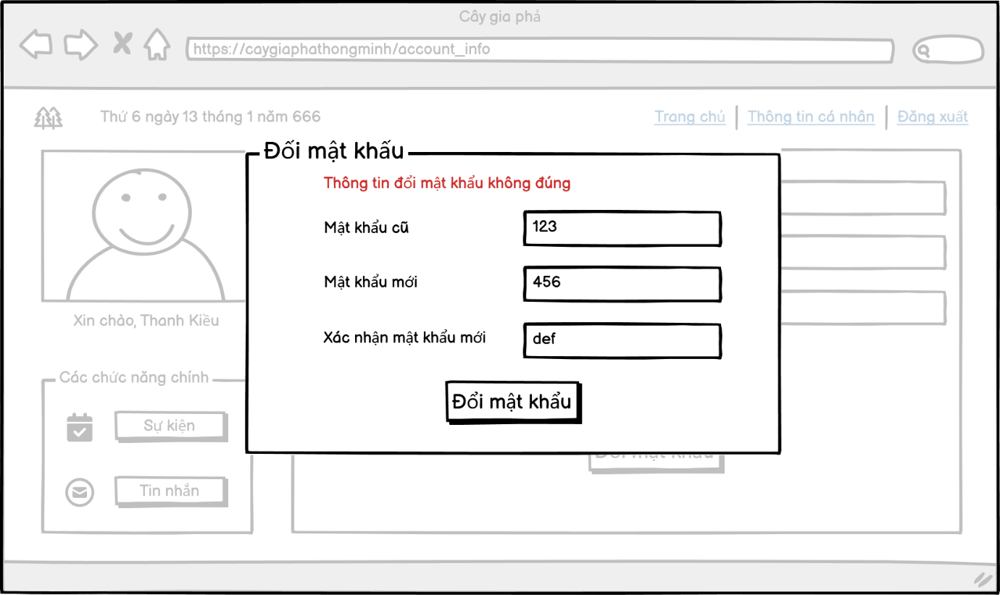 Cây gia phả
https://caygiaphathongminh/account_info
Thứ 6 ngày 13 tháng 1 năm 666
Trang chủ
Thông tin cá nhân
Đăng xuất
Đối mật khấu
Thông tin đổi mật khẩu không đúng
Mật khẩu cũ
123
Mật khẩu mới
456
Xác nhận mật khẩu mới
def
Đổi mật khẩu
Xin chào, Thanh Kiều
Các chức năng chính
Sự kiện
Tin nhắn
Đổi mật khẩu